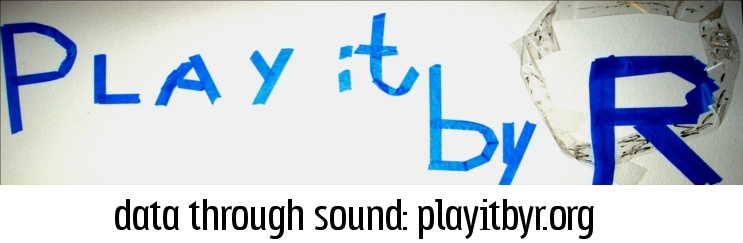 Play it
by R
data through sound: playitbyr.org